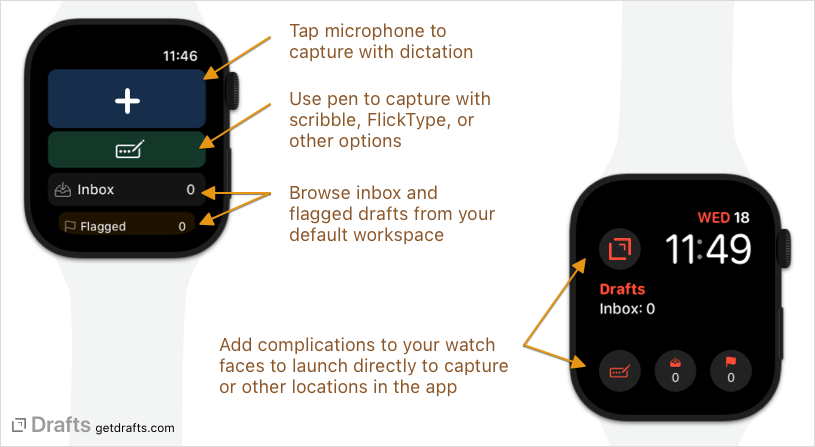 11:46
Inbox 0
Flagged 0
Tap microphone to
capture with dictation
Use pen to capture with
scribble, FlickType, or
other options
Browse inbox and
flagged drafts from your
default workspace
WED 18
11:49
Drafts
Inbox: 0
0 0
Add complications to your watch
faces to launch directly to capture
or other locations in the app
Drafts getdrafts.com